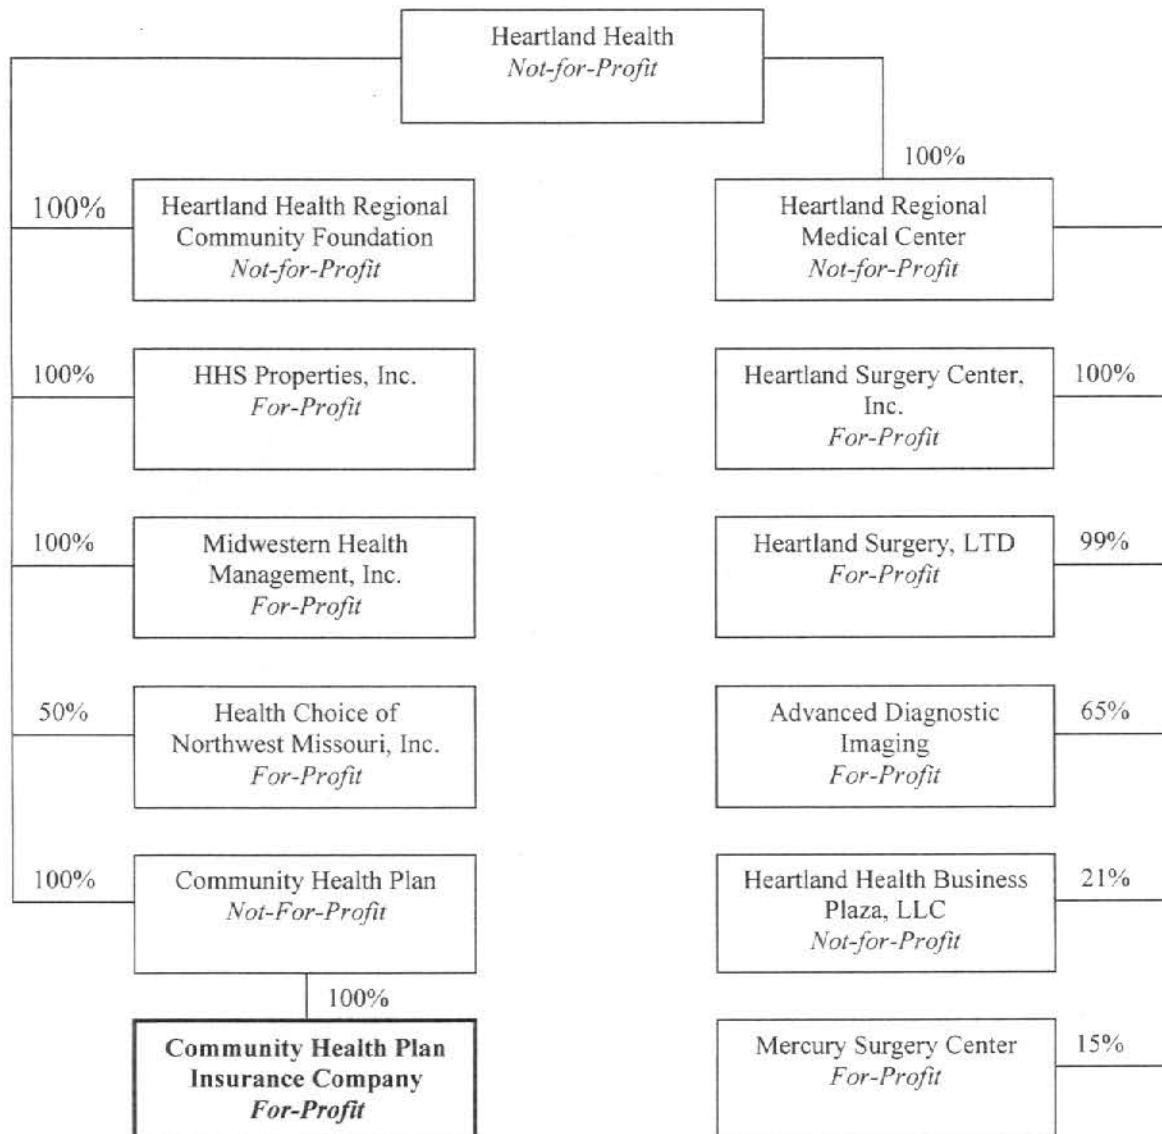 Heartland Health
Not-for-Profit
100%
100%
Heartland Health Regional
Community Foundation
Not-for-Profit
Heartland Regional
Medical Center
Not-for-Profit
100%
HHS Properties, Inc.
For-Profit
Heartland Surgery Center,
Inc.
For-Profit
100%
100%
Midwestern Health
Management, Inc.
For-Profit
Heartland Surgery, LTD
For-Profit
99%
50%
Health Choice of
Northwest Missouri, Inc.
For-Profit
Advanced Diagnostic
Imaging
For-Profit
65%
100%
Community Health Plan
Not-For-Profit
Heartland Health Business
Plaza, LLC
Not-for-Profit
21%
100%
Community Health Plan
Insurance Company
For-Profit
Mercury Surgery Center
For-Profit
15%